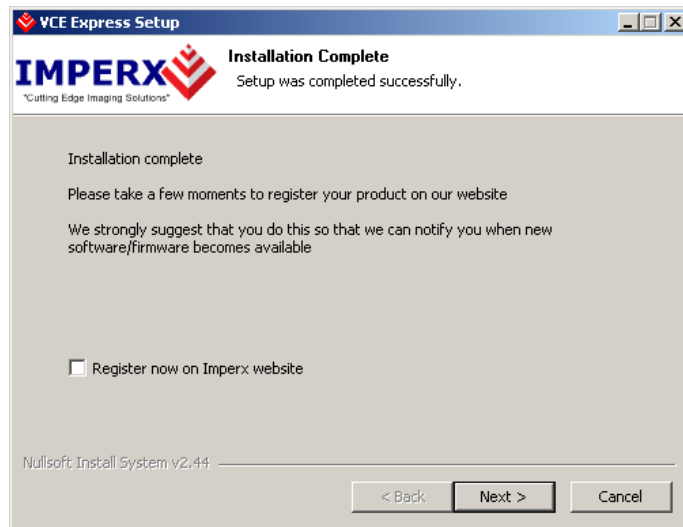 VCE Express Setup
IMPERX
"Cutting Edge Imaging Solutions"
Installation Complete
Setup was completed successfully.
Installation complete
Please take a few moments to register your product on our website
We strongly suggest that you do this so that we can notify you when new
software/firmware becomes available
Register now on Imperx website
Nullsoft Install System v2.44
< Back
Next >
Cancel